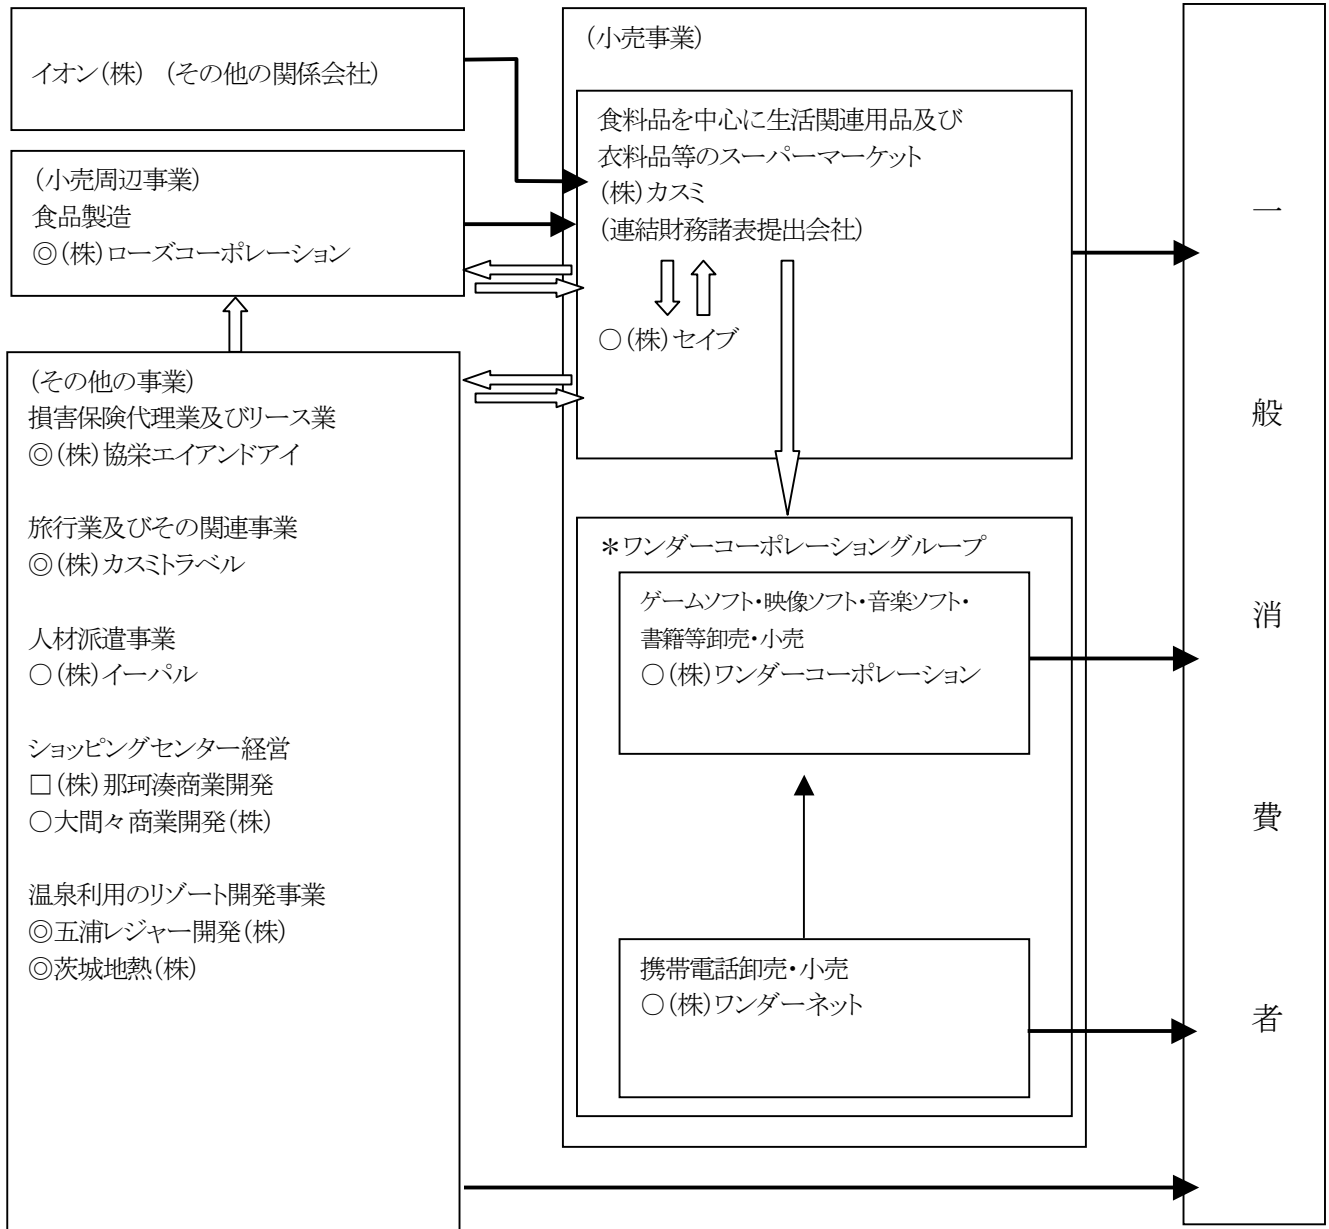 イオン(株) (その他の関係会社)
(小売周辺事業)
食品製造
◎(株)ローズコーポレーション
(その他の事業)
損害保険代理業及びリース業
◎(株)協栄エイアンドアイ
旅行業及びその関連事業
◎(株)カスミトラベル
人材派遣事業
○(株)イーパル
ショッピングセンター経営
□(株)那珂湊商業開発
○大間々商業開発(株)
温泉利用のリゾート開発事業
◎五浦レジャー開発(株)
◎茨城地熱(株)
(小売事業)
食料品を中心に生活関連用品及び
衣料品等のスーパーマーケット
(株)カスミ
(連結財務諸表提出会社)
○(株)セイブ
*ワンダーコーポレーショングループ
ゲームソフト・映像ソフト・音楽ソフト・
書籍等卸売・小売
○(株)ワンダーコーポレーション
携帯電話卸売・小売
○(株)ワンダーネット
一般消費者